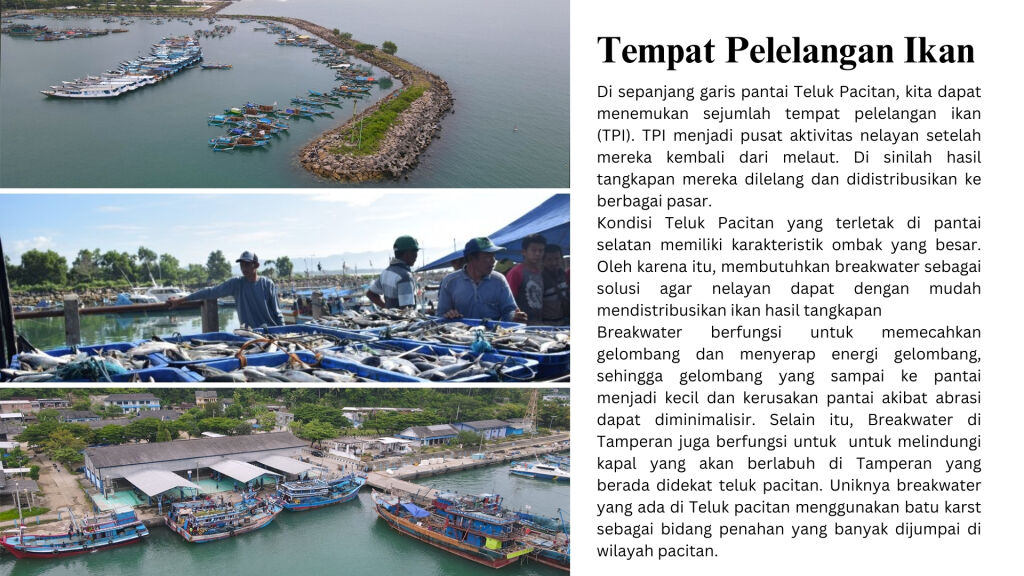 Tempat Pelelangan Ikan
Di sepanjang garis pantai Teluk Pacitan, kita dapat
menemukan sejumlah tempat pelelangan ikan
(TPI). TPI menjadi pusat aktivitas nelayan setelah
mereka kembali dari melaut. Di sinilah hasil
tangkapan mereka dilelang dan didistribusikan ke
berbagai pasar.
Kondisi Teluk Pacitan yang terletak di pantai
selatan memiliki karakteristik ombak yang besar.
Oleh karena itu, membutuhkan breakwater sebagai
solusi agar nelayan dapat dengan mudah
mendistribusikan ikan hasil tangkapan
Breakwater berfungsi untuk memecahkan
gelombang dan menyerap energi gelombang,
sehingga gelombang yang sampai ke pantai
menjadi kecil dan kerusakan pantai akibat abrasi
dapat diminimalisir. Selain itu, Breakwater di
Tamperan juga berfungsi untuk  untuk melindungi
kapal yang akan berlabuh di Tamperan yang
berada didekat teluk pacitan. Uniknya breakwater
yang ada di Teluk pacitan menggunakan batu karst
sebagai bidang penahan yang banyak dijumpai di
wilayah pacitan.